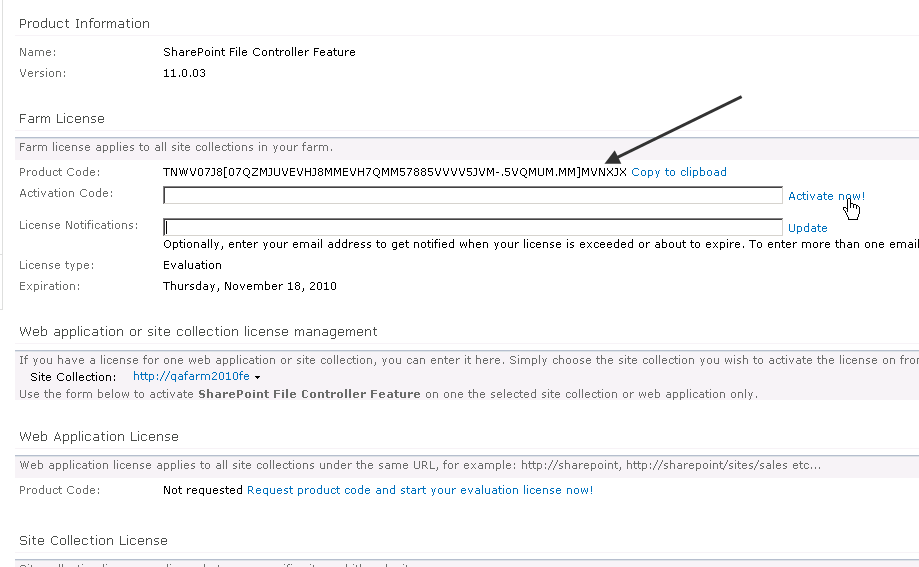 Product Information
Name: SharePoint File Controller Feature
Version: 11.0.03
Farm License
Farm license applies to all site collections in your farm.
Product Code: TNWV07J8[07QZMJUVEVHJ8MMEVH7QMM57885VVVV5JVM-.5VQMUM.MM]MVNXJX Copy to clipboad
Activation Code: Activate now!
License Notifications: Update
Optionally, enter your email address to get notified when your license is exceeded or about to expire. To enter more than one email
License type: Evaluation
Expiration: Thursday, November 18, 2010
Web application or site collection license management
If you have a license for one web application or site collection, you can enter it here. Simply choose the site collection you wish to activate the license on fro
Site Collection: http://qafarm2010fe
Use the form below to activate SharePoint File Controller Feature on one the selected site collection or web application only.
Web Application License
Web application license applies to all site collections under the same URL, for example: http://sharepoint, http://sharepoint/sites/sales etc...
Product Code: Not requested Request product code and start your evaluation license now!
Site Collection License